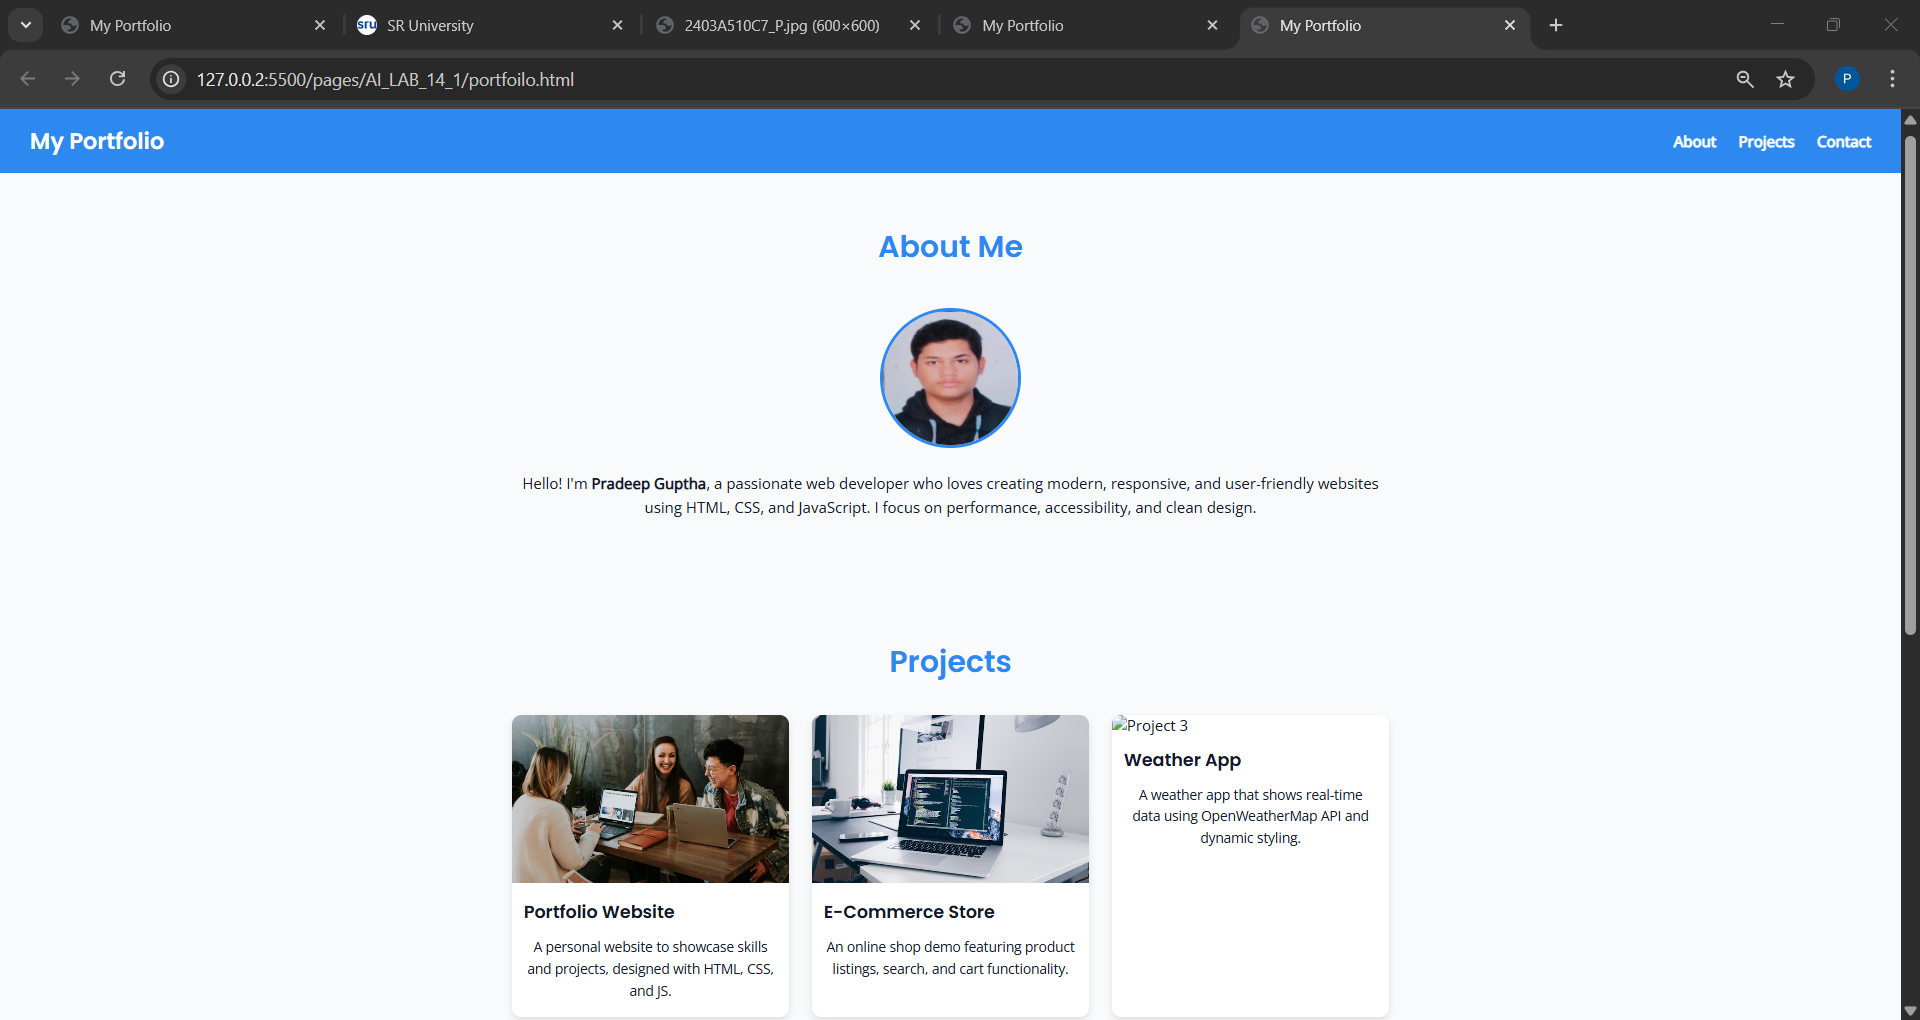 My Portfolio
SR University
2403A510C7_P.jpg (600×600)
My Portfolio
My Portfolio
127.0.0.2:5500/pages/AI_LAB_14_1/portfoilo.html
P
My Portfolio
About
Projects
Contact
About Me
Hello! I'm Pradeep Guptha, a passionate web developer who loves creating modern, responsive, and user-friendly websites
using HTML, CSS, and JavaScript. I focus on performance, accessibility, and clean design.
Projects
Project 3
Portfolio Website
A personal website to showcase skills
and projects, designed with HTML, CSS,
and JS.
E-Commerce Store
An online shop demo featuring product
listings, search, and cart functionality.
Weather App
A weather app that shows real-time
data using OpenWeatherMap API and
dynamic styling.